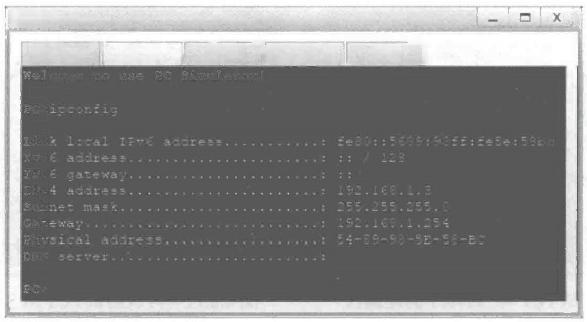 Welcome to use PC Simulator!
PC>ipconfig
Link local IPv6 address...........: fe80::5689:98ff:fe5e:58bc
IPv6 address......................: :: / 128
IPv6 gateway......................: ::
IPv4 address......................: 192.168.1.3
Subnet mask.......................: 255.255.255.0
Gateway...........................: 192.168.1.254
Physical address..................: 54-89-98-5E-58-BC
DNS server........................:
PC>